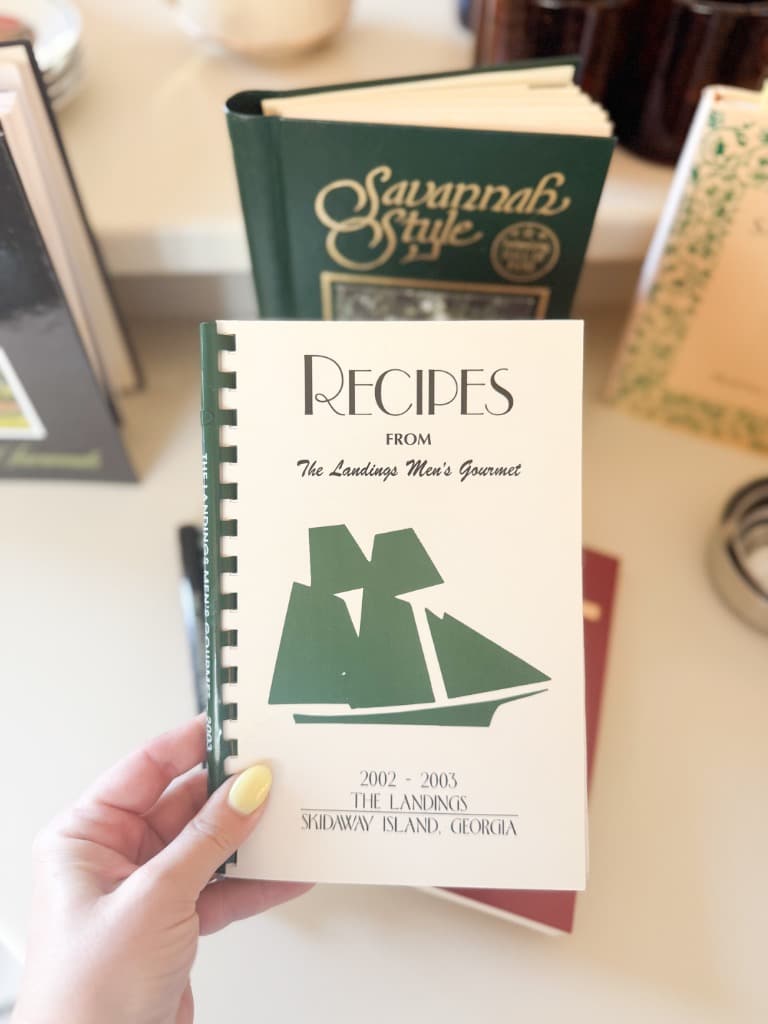 Savannah
Style
RECIPES
FROM
The Landings Men's Gourmet
2002 - 2003
THE LANDINGS
SKIDAWAY ISLAND, GEORGIA
THE LANDINGS MEN'S GOURMET 2003
Savannah